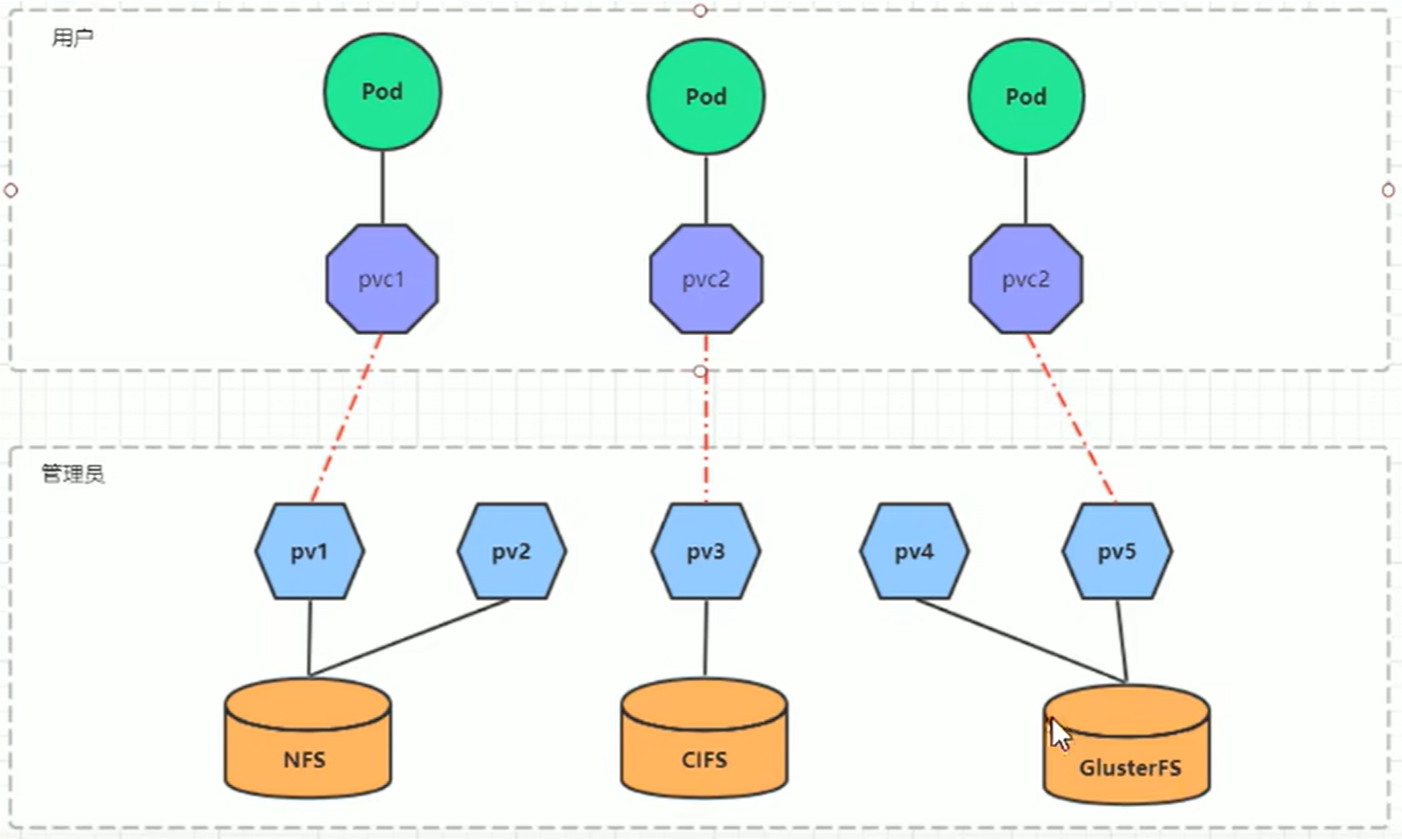 用户
Pod
Pod
Pod
pvc1
pvc2
pvc2
管理员
pv1
pv2
pv3
pv4
pv5
NFS
CIFS
GlusterFS